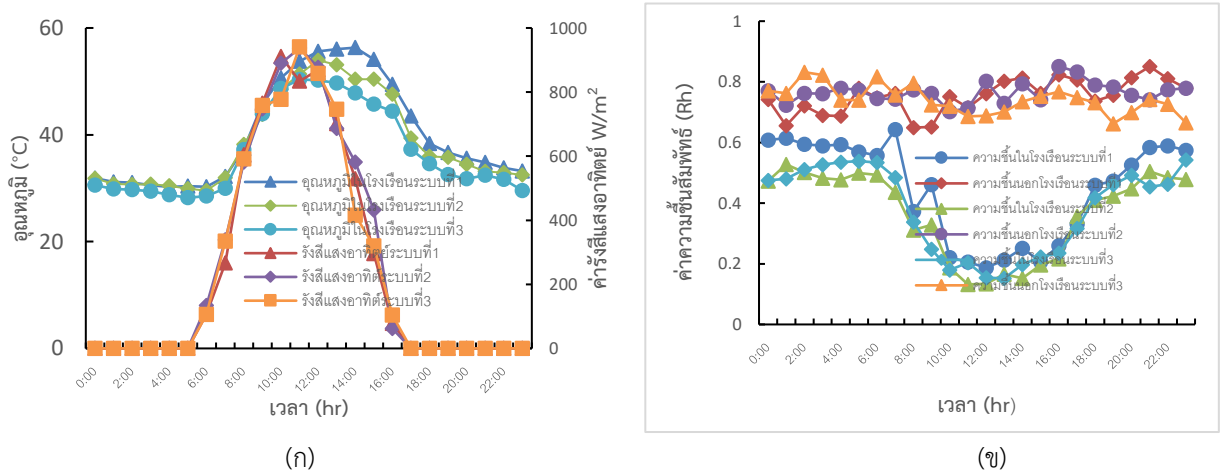 60
40
20
0
1000
800
600
400
200
0
อุณหภูมิ (°C)
ค่ารังสีแสงอาทิตย์ W/m²
อุณหภูมิในโรงเรือนระบบที่1
อุณหภูมิในโรงเรือนระบบที่2
อุณหภูมิในโรงเรือนระบบที่3
รังสีแสงอาทิตย์ระบบที่1
รังสีแสงอาทิต์ระบบที่2
รังสีแสงอาทิต์ระบบที่3
0:00 2:00 4:00 6:00 8:00 10:00 12:00 14:00 16:00 18:00 20:00 22:00
เวลา (hr)
(ก)
1
0.8
0.6
0.4
0.2
0
ค่าความชื้นสัมพัทธ์ (Rh)
ความชื้นในโรงเรือนระบบที่1
ความชื้นนอกโรงเรือนระบบที่1
ความชื้นในโรงเรือนระบบที่2
ความชื้นนอกโรงเรือนระบบที่2
ความชื้นในโรงเรือนระบบที่3
ความชื้นนอกโรงเรือนระบบที่3
0:00 2:00 4:00 6:00 8:00 10:00 12:00 14:00 16:00 18:00 20:00 22:00
เวลา (hr)
(ข)